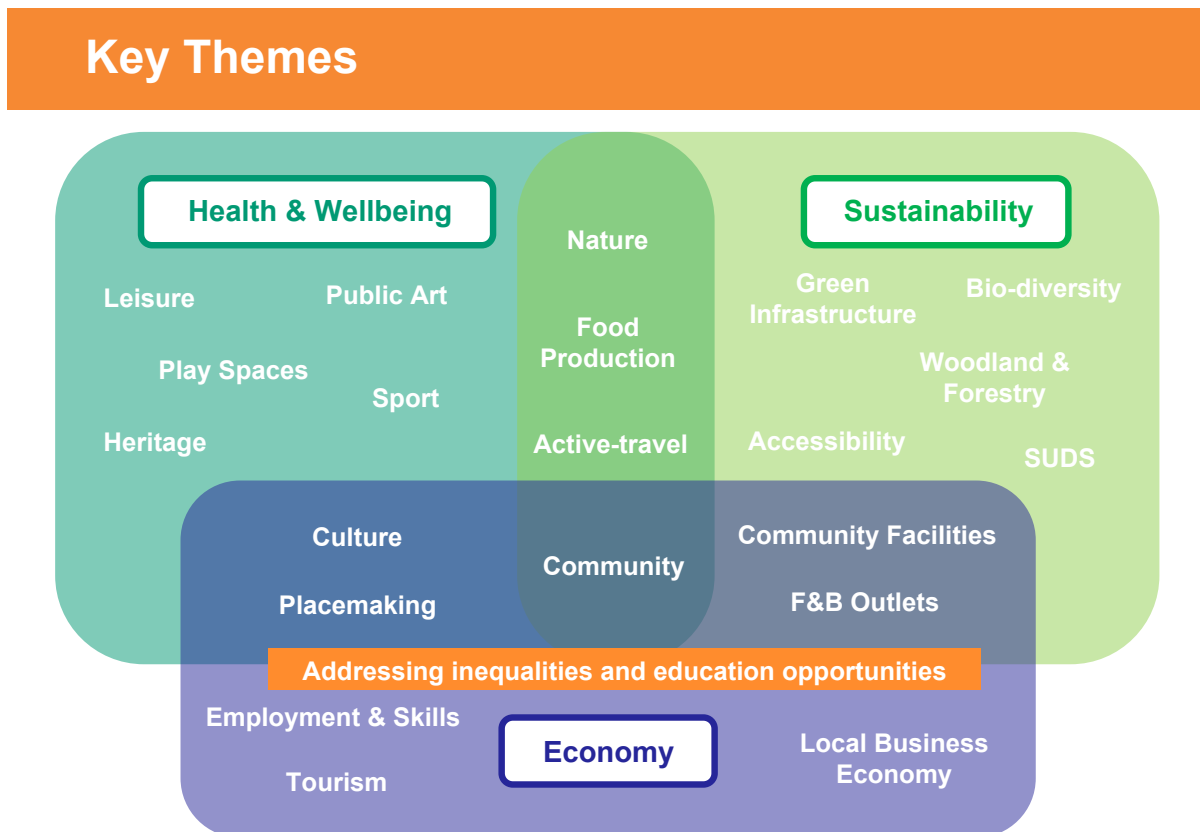 Key Themes
Health & Wellbeing
Leisure
Public Art
Play Spaces
Sport
Heritage
Nature
Food
Production
Active-travel
Sustainability
Green
Infrastructure
Bio-diversity
Woodland &
Forestry
Accessibility
SUDS
Culture
Placemaking
Community
Community Facilities
F&B Outlets
Addressing inequalities and education opportunities
Employment & Skills
Tourism
Economy
Local Business
Economy